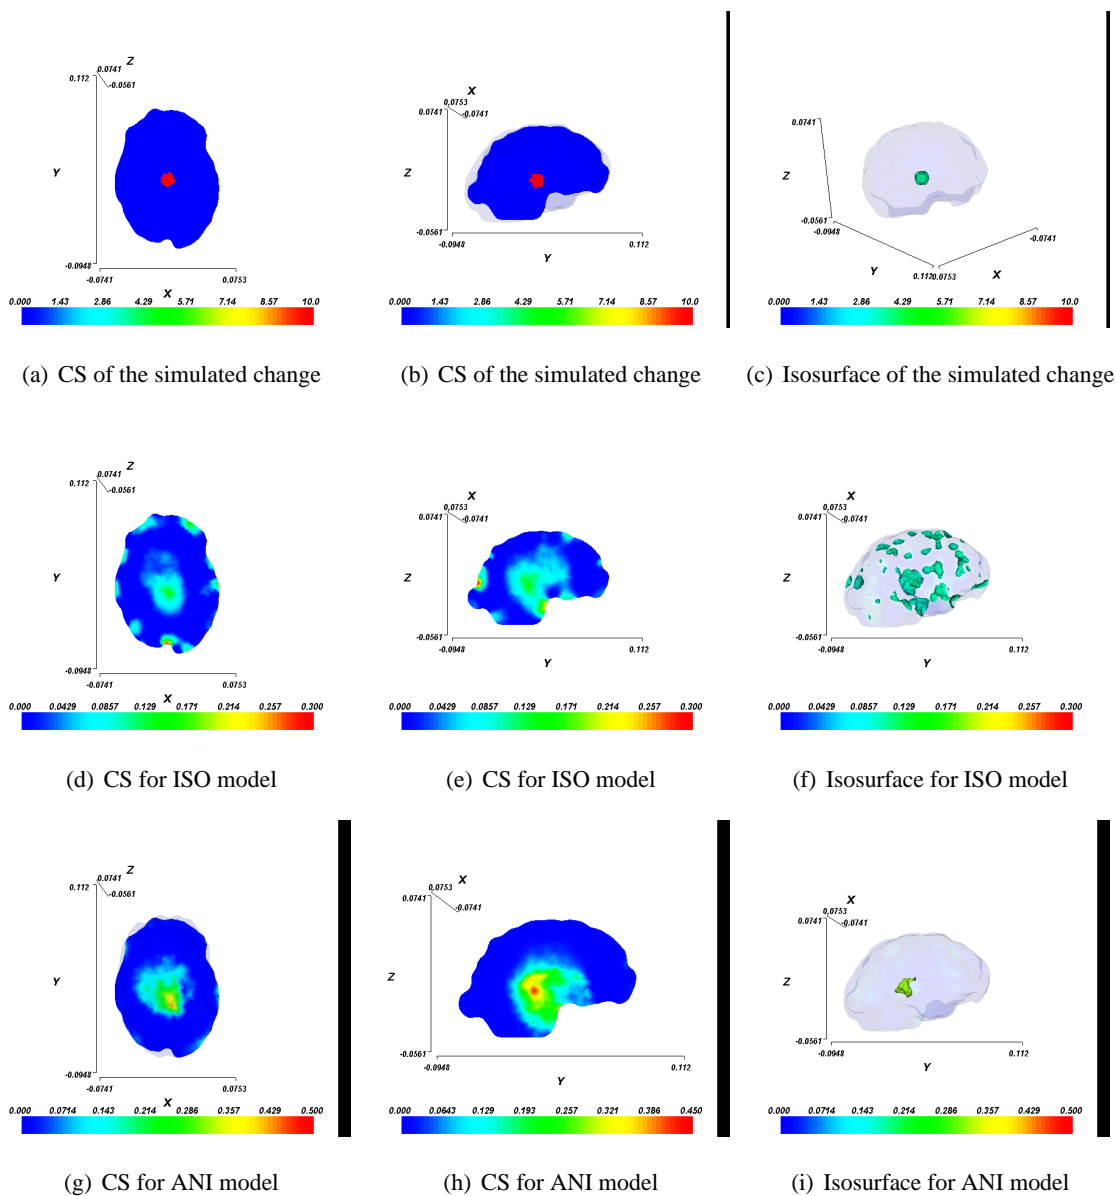 Z
0.0741
0.112
-0.0561
Y
-0.0948
-0.0741
0.0753
X
0.000 1.43 2.86 4.29 5.71 7.14 8.57 10.0
(a) CS of the simulated change
X
0.0753
0.0741
-0.0741
Z
-0.0561
-0.0948
0.112
Y
0.000 1.43 2.86 4.29 5.71 7.14 8.57 10.0
(b) CS of the simulated change
0.0741
Z
-0.0561
-0.0948
-0.0741
Y
0.112
0.0753
X
0.000 1.43 2.86 4.29 5.71 7.14 8.57 10.0
(c) Isosurface of the simulated change
Z
0.0741
0.112
-0.0561
Y
-0.0948
-0.0741
0.0753
X
0.000 0.0429 0.0857 0.129 0.171 0.214 0.257 0.300
(d) CS for ISO model
X
0.0753
0.0741
-0.0741
Z
-0.0561
-0.0948
0.112
Y
0.000 0.0429 0.0857 0.129 0.171 0.214 0.257 0.300
(e) CS for ISO model
X
0.0753
0.0741
-0.0741
Z
-0.0561
-0.0948
0.112
Y
0.000 0.0429 0.0857 0.129 0.171 0.214 0.257 0.300
(f) Isosurface for ISO model
Z
0.0741
0.112
-0.0561
Y
-0.0948
-0.0741
0.0753
X
0.000 0.0714 0.143 0.214 0.286 0.357 0.429 0.500
(g) CS for ANI model
X
0.0753
0.0741
-0.0741
Z
-0.0561
-0.0948
0.112
Y
0.000 0.0643 0.129 0.193 0.257 0.321 0.386 0.450
(h) CS for ANI model
X
0.0753
0.0741
-0.0741
Z
-0.0561
-0.0948
0.112
Y
0.000 0.0714 0.143 0.214 0.286 0.357 0.429 0.500
(i) Isosurface for ANI model